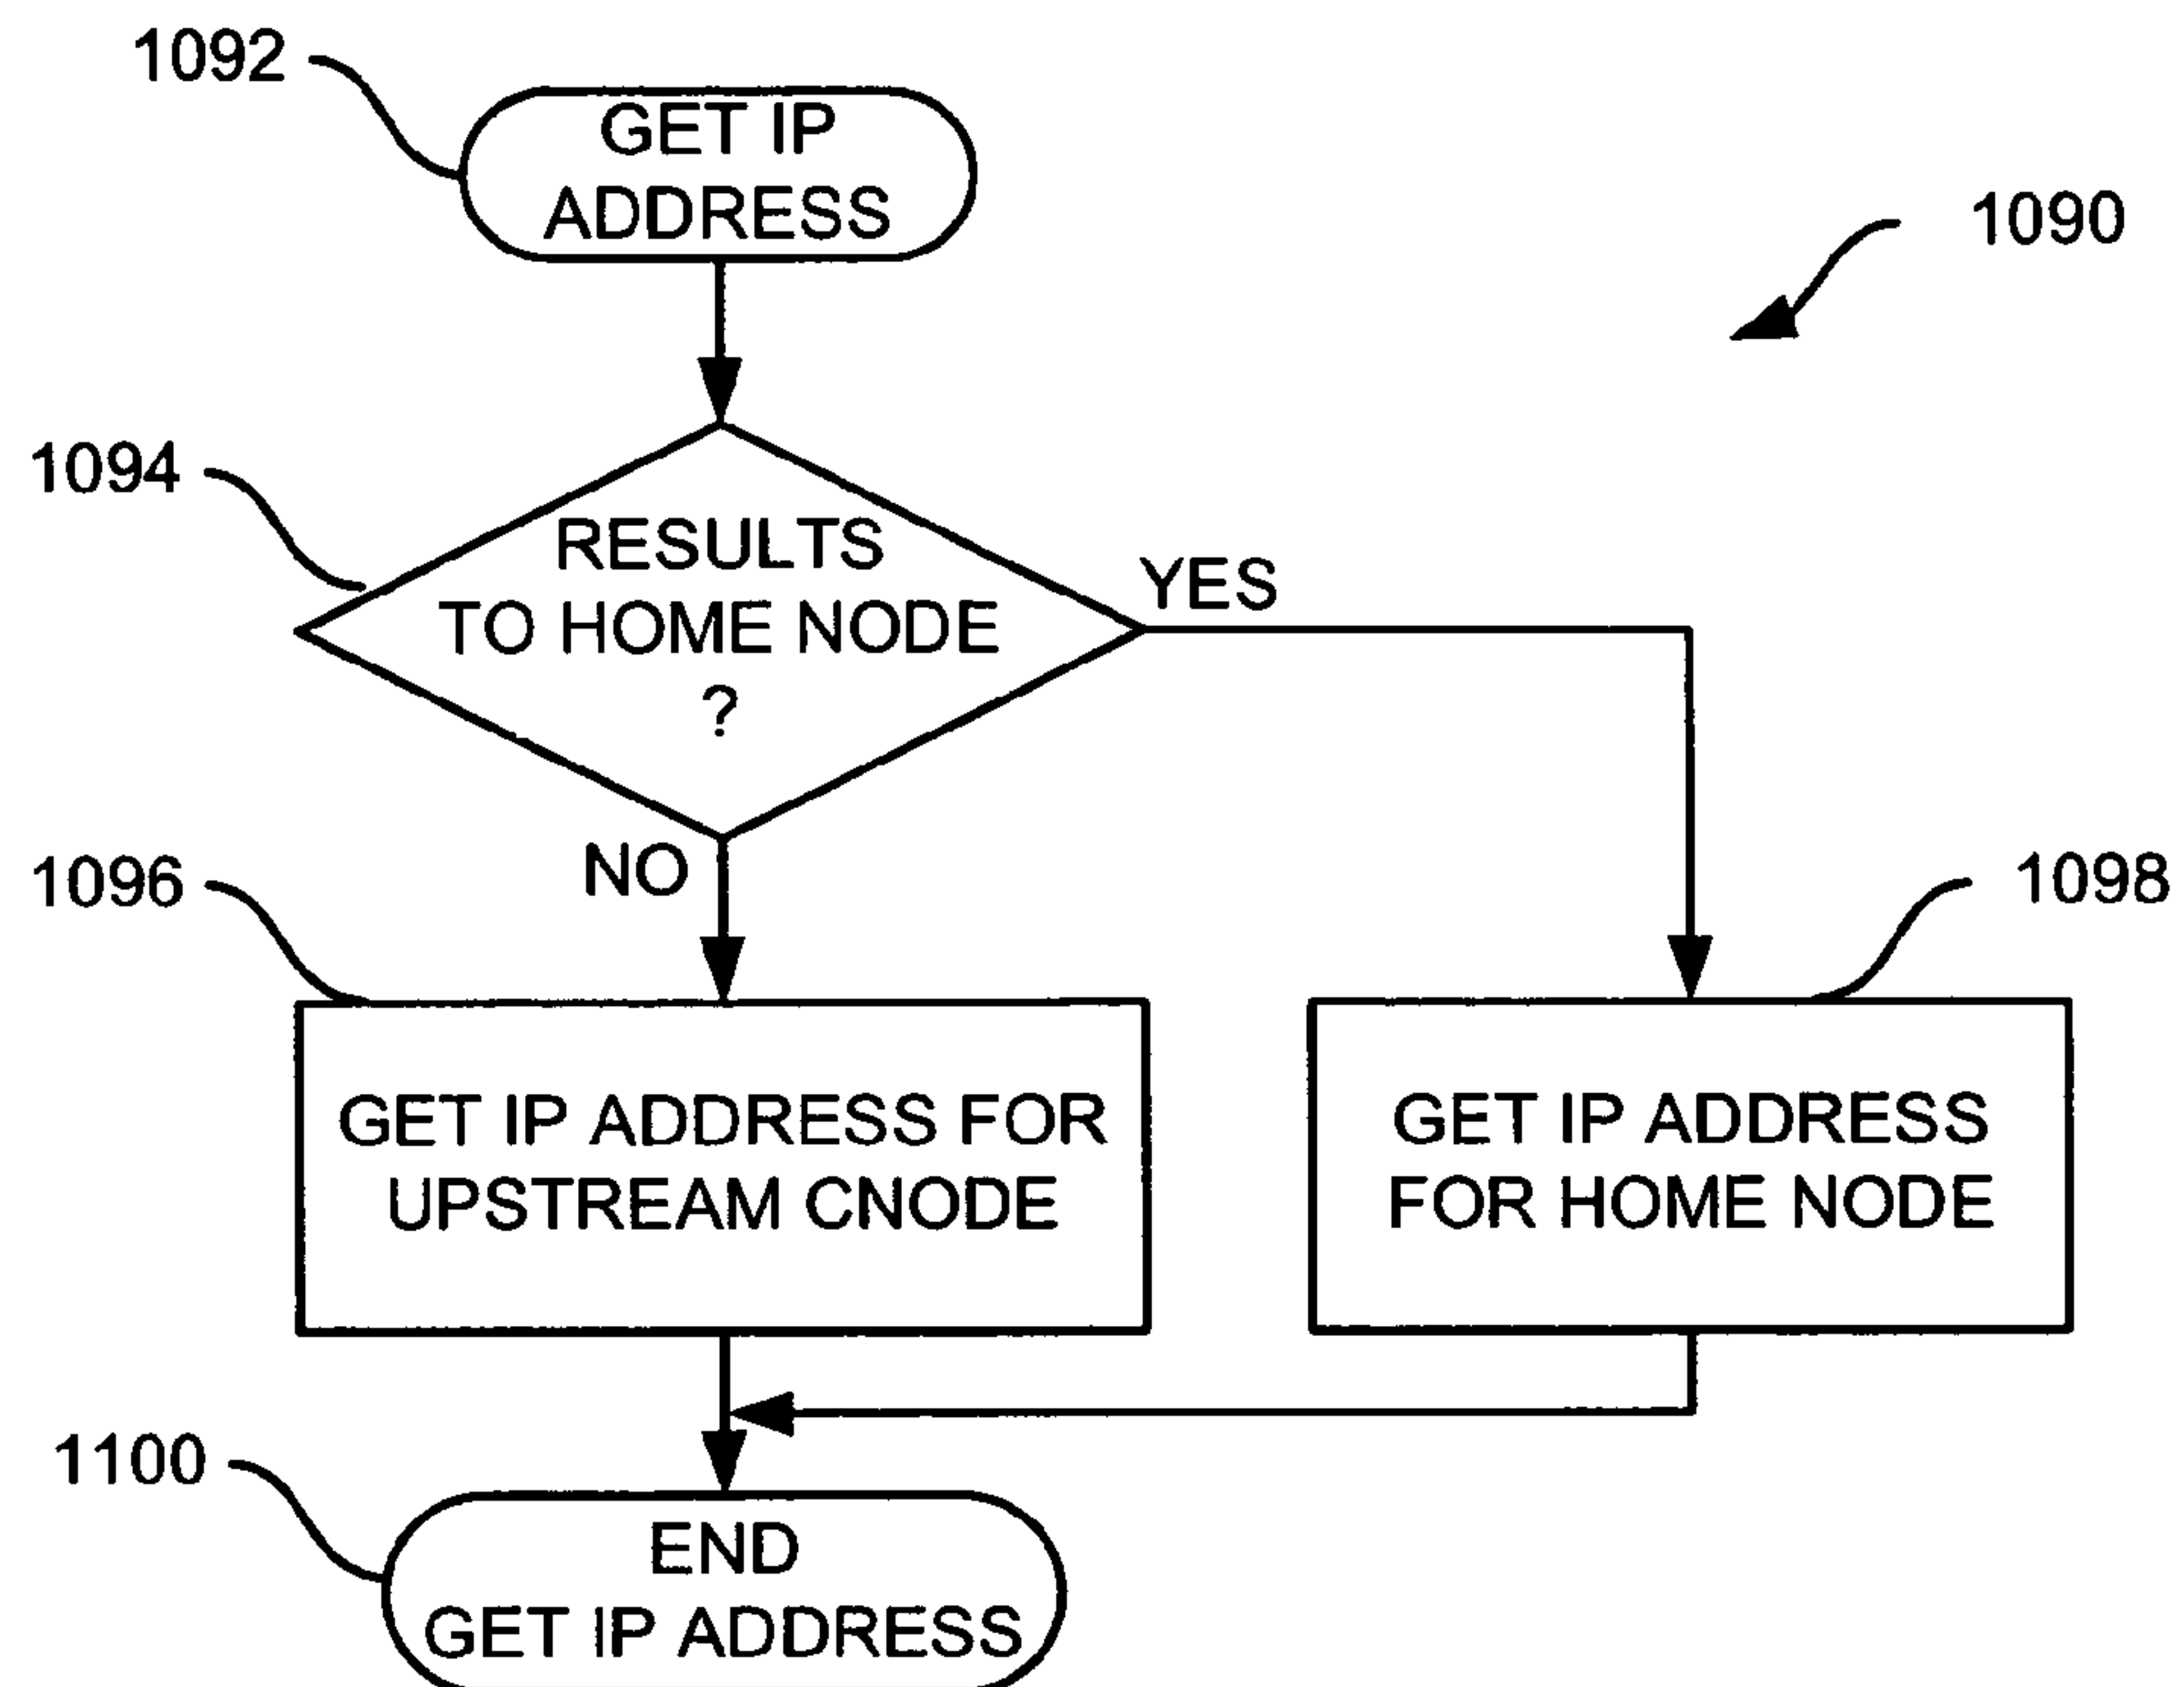 1092
GET IP
ADDRESS
1090
1094
RESULTS
TO HOME NODE
?
YES
NO
1096
1098
GET IP ADDRESS FOR
UPSTREAM CNODE
GET IP ADDRESS
FOR HOME NODE
1100
END
GET IP ADDRESS